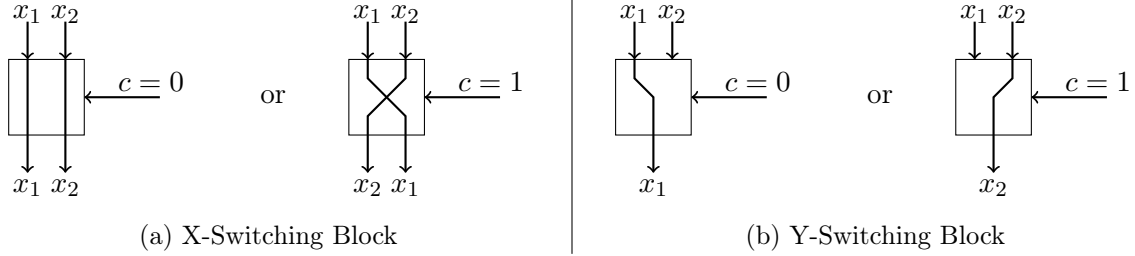 x₁ x₂ x₁ x₂ x₁ x₂ x₁ x₂
c = 0 or c = 1 c = 0 or c = 1
x₁ x₂ x₂ x₁ x₁ x₂
(a) X-Switching Block (b) Y-Switching Block